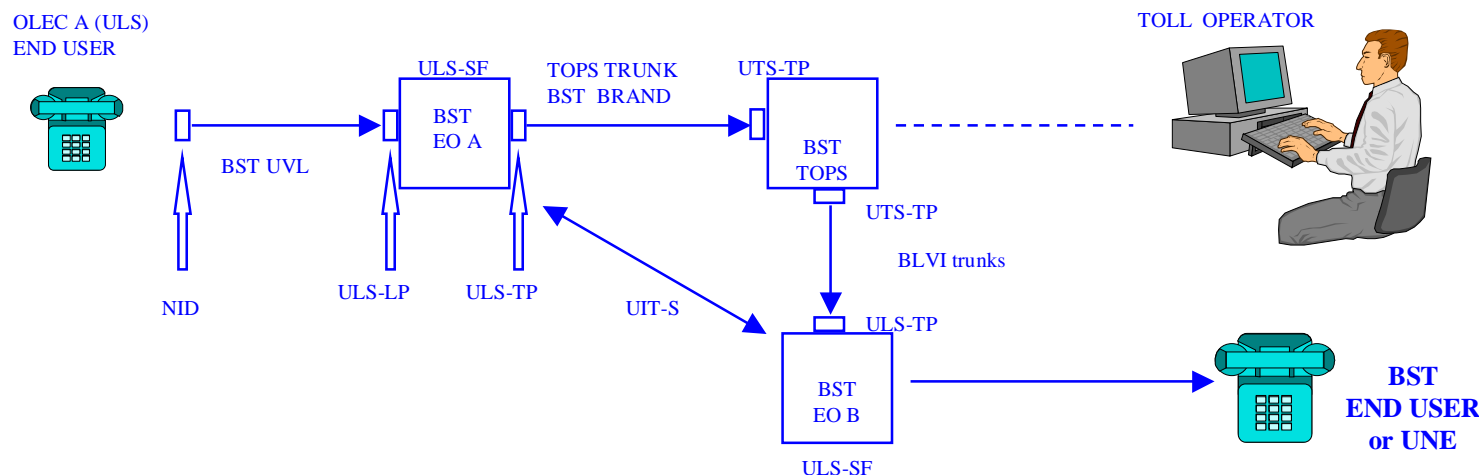 OLEC A (ULS)
END USER
TOLL OPERATOR
ULS-SF
TOPS TRUNK
BST BRAND
UTS-TP
BST
EO A
BST
TOPS
BST UVL
UTS-TP
BLVI trunks
NID
ULS-LP
ULS-TP
UIT-S
ULS-TP
BST
EO B
BST
END USER
or UNE
ULS-SF